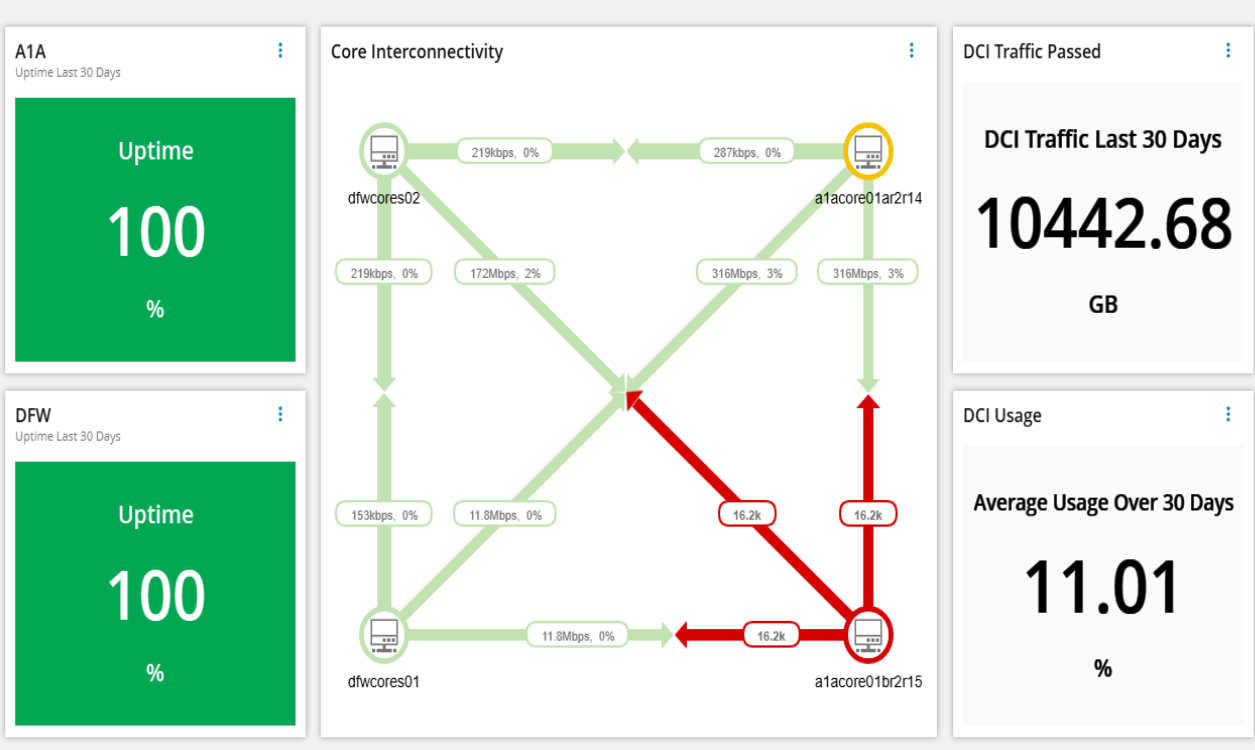 A1A
Uptime Last 30 Days
Uptime
100
%
DFW
Uptime Last 30 Days
Uptime
100
%
Core Interconnectivity
219kbps, 0%
287kbps, 0%
dfwcores02
a1acore01ar2r14
219kbps, 0%
172Mbps, 2%
316Mbps, 3%
316Mbps, 3%
153kbps, 0%
11.8Mbps, 0%
16.2k
16.2k
11.8Mbps, 0%
16.2k
dfwcores01
a1acore01br2r15
DCI Traffic Passed
DCI Traffic Last 30 Days
10442.68
GB
DCI Usage
Average Usage Over 30 Days
11.01
%